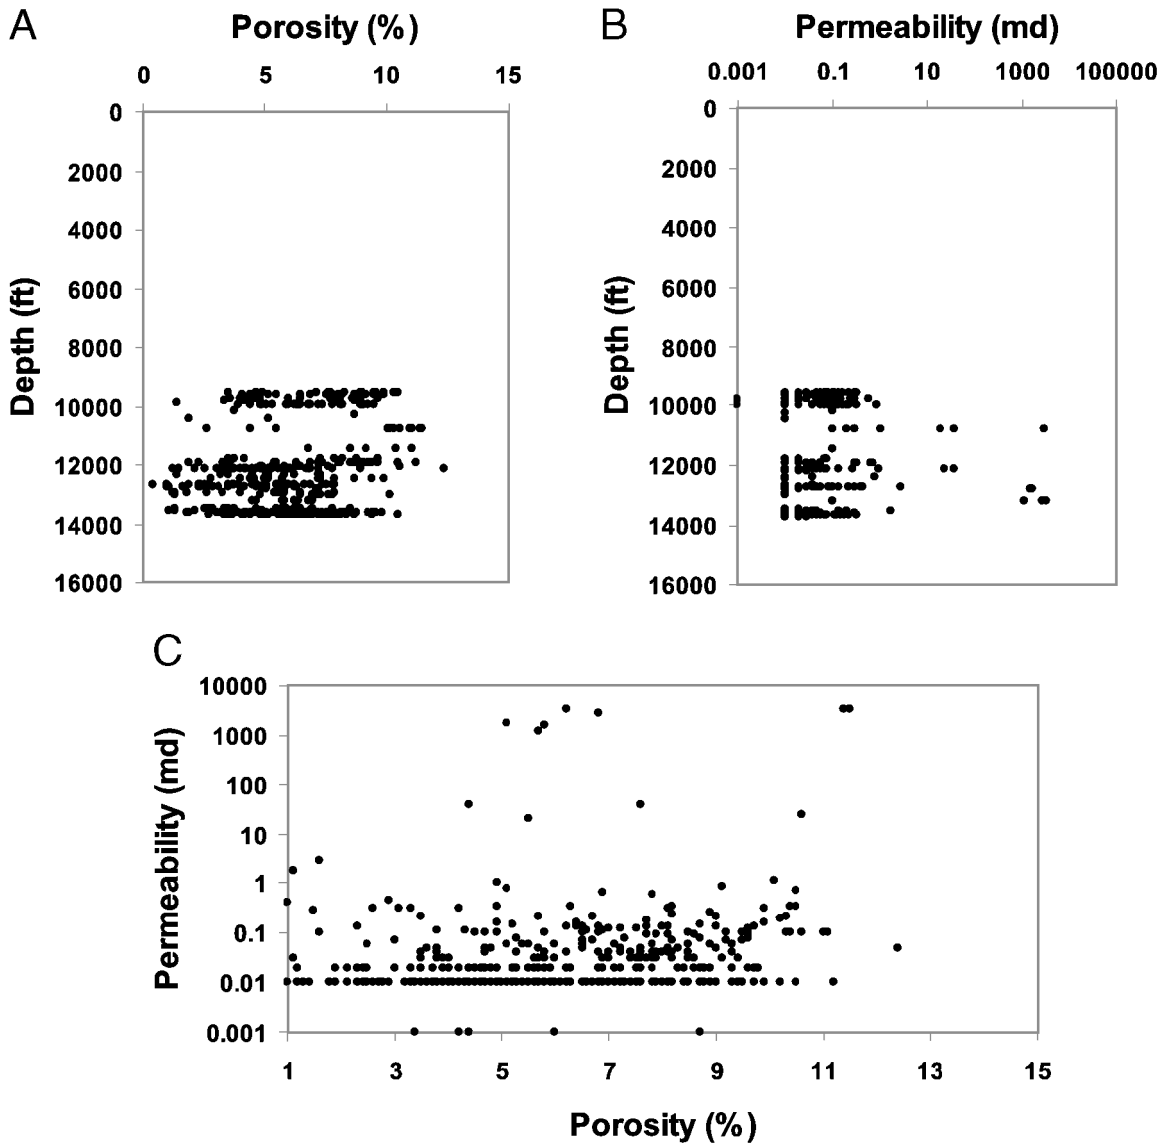 A
Porosity (%)
0 5 10 15
Depth (ft)
0
2000
4000
6000
8000
10000
12000
14000
16000
B
Permeability (md)
0.001 0.1 10 1000 100000
Depth (ft)
0
2000
4000
6000
8000
10000
12000
14000
16000
C
Permeability (md)
10000
1000
100
10
1
0.1
0.01
0.001
1 3 5 7 9 11 13 15
Porosity (%)